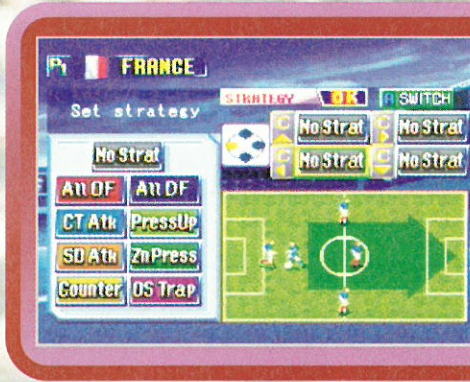 P1 FRANCE
STRATEGY OK A SWITCH
Set strategy
C No Strat C No Strat
C No Strat C No Strat
No Strat
All OF All DF
CT Atk PressUp
SD Atk ZnPress
Counter OS Trap